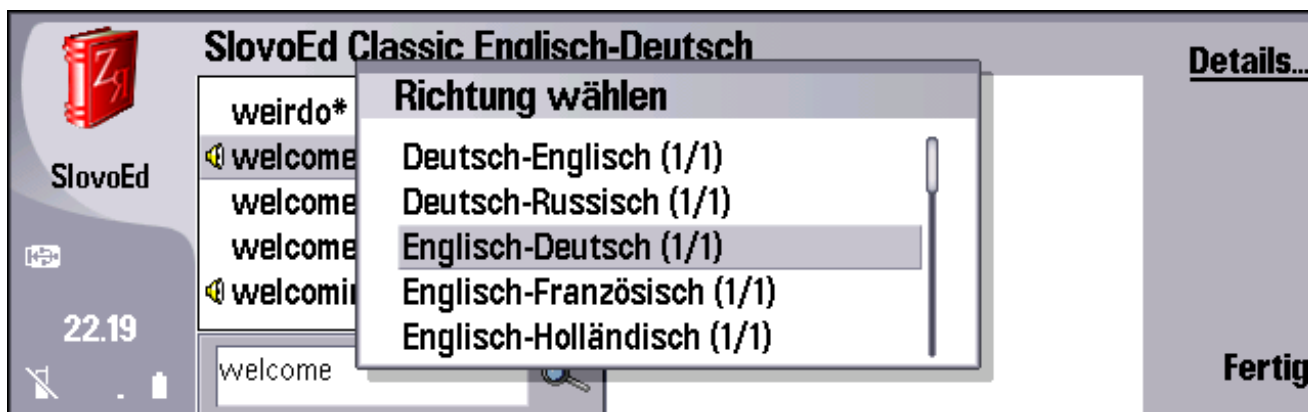 SlovoEd Classic Englisch-Deutsch
Details...
SlovoEd
22.19
weirdo*
welcome
welcome
welcome
welcomin
welcome
Richtung wählen
Deutsch-Englisch (1/1)
Deutsch-Russisch (1/1)
Englisch-Deutsch (1/1)
Englisch-Französisch (1/1)
Englisch-Holländisch (1/1)
Fertig